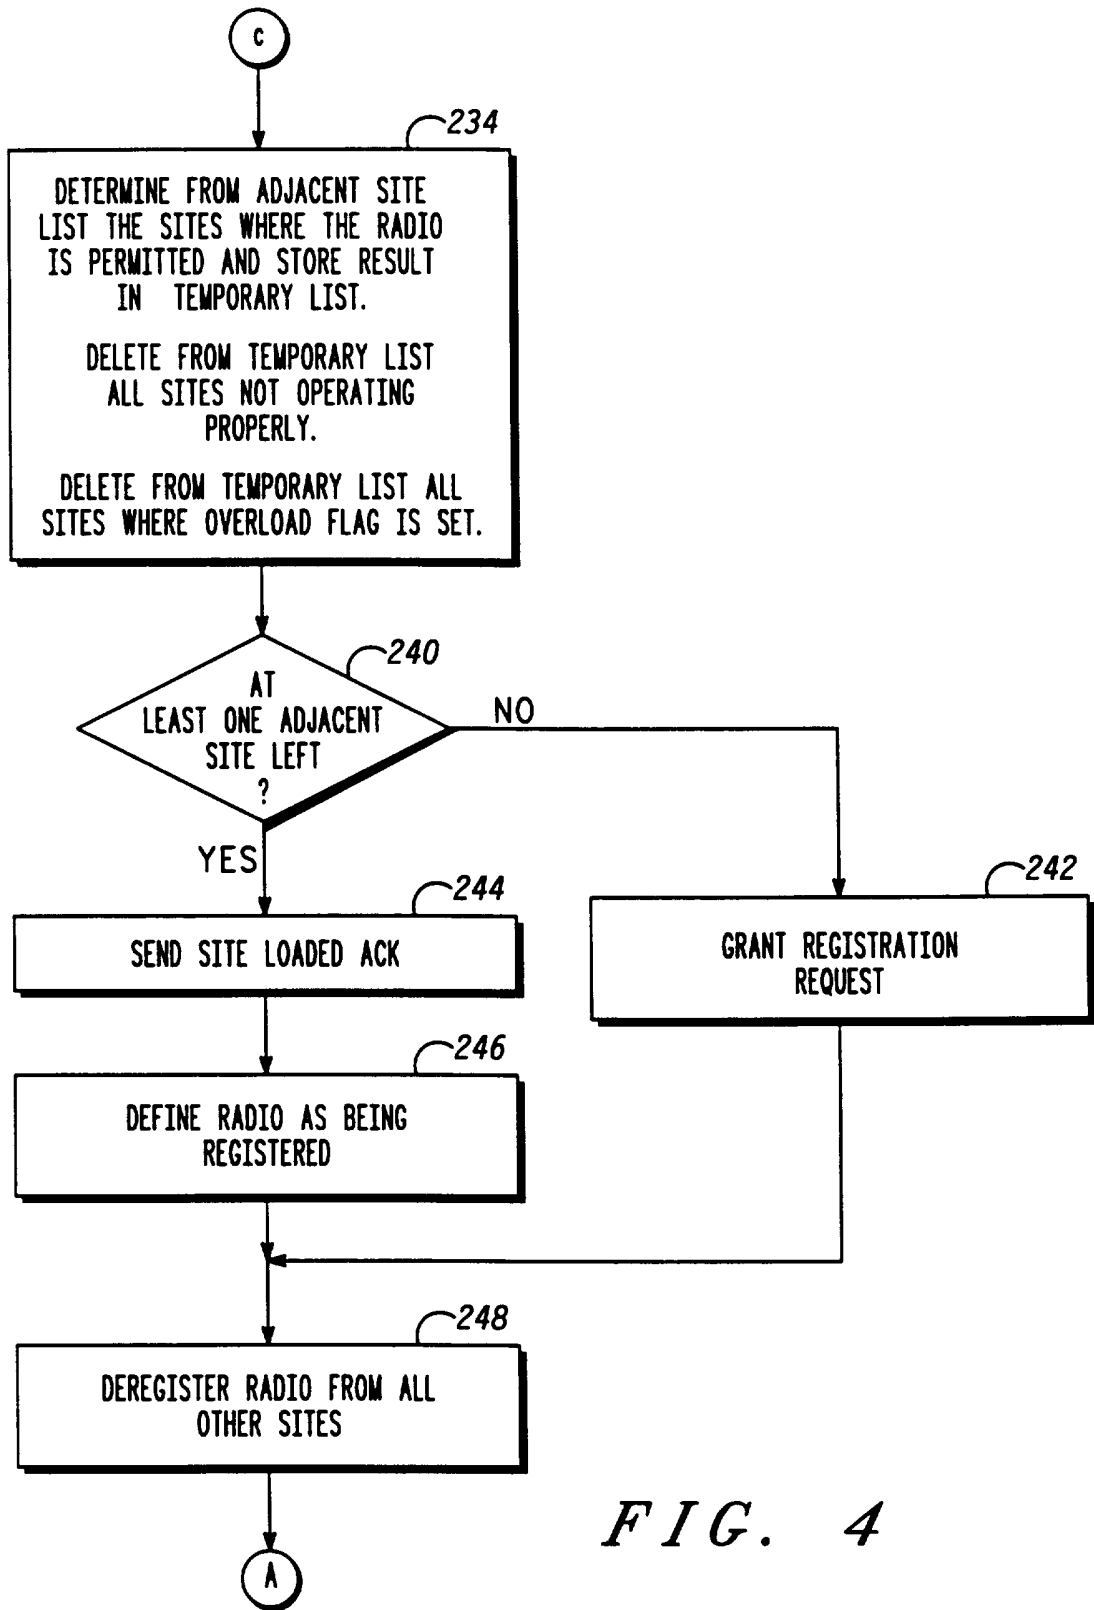 C
234
DETERMINE FROM ADJACENT SITE
LIST THE SITES WHERE THE RADIO
IS PERMITTED AND STORE RESULT
IN TEMPORARY LIST.
DELETE FROM TEMPORARY LIST
ALL SITES NOT OPERATING
PROPERLY.
DELETE FROM TEMPORARY LIST ALL
SITES WHERE OVERLOAD FLAG IS SET.
240
AT
LEAST ONE ADJACENT
SITE LEFT
?
NO
YES
244
SEND SITE LOADED ACK
242
GRANT REGISTRATION
REQUEST
246
DEFINE RADIO AS BEING
REGISTERED
248
DEREGISTER RADIO FROM ALL
OTHER SITES
A
FIG. 4